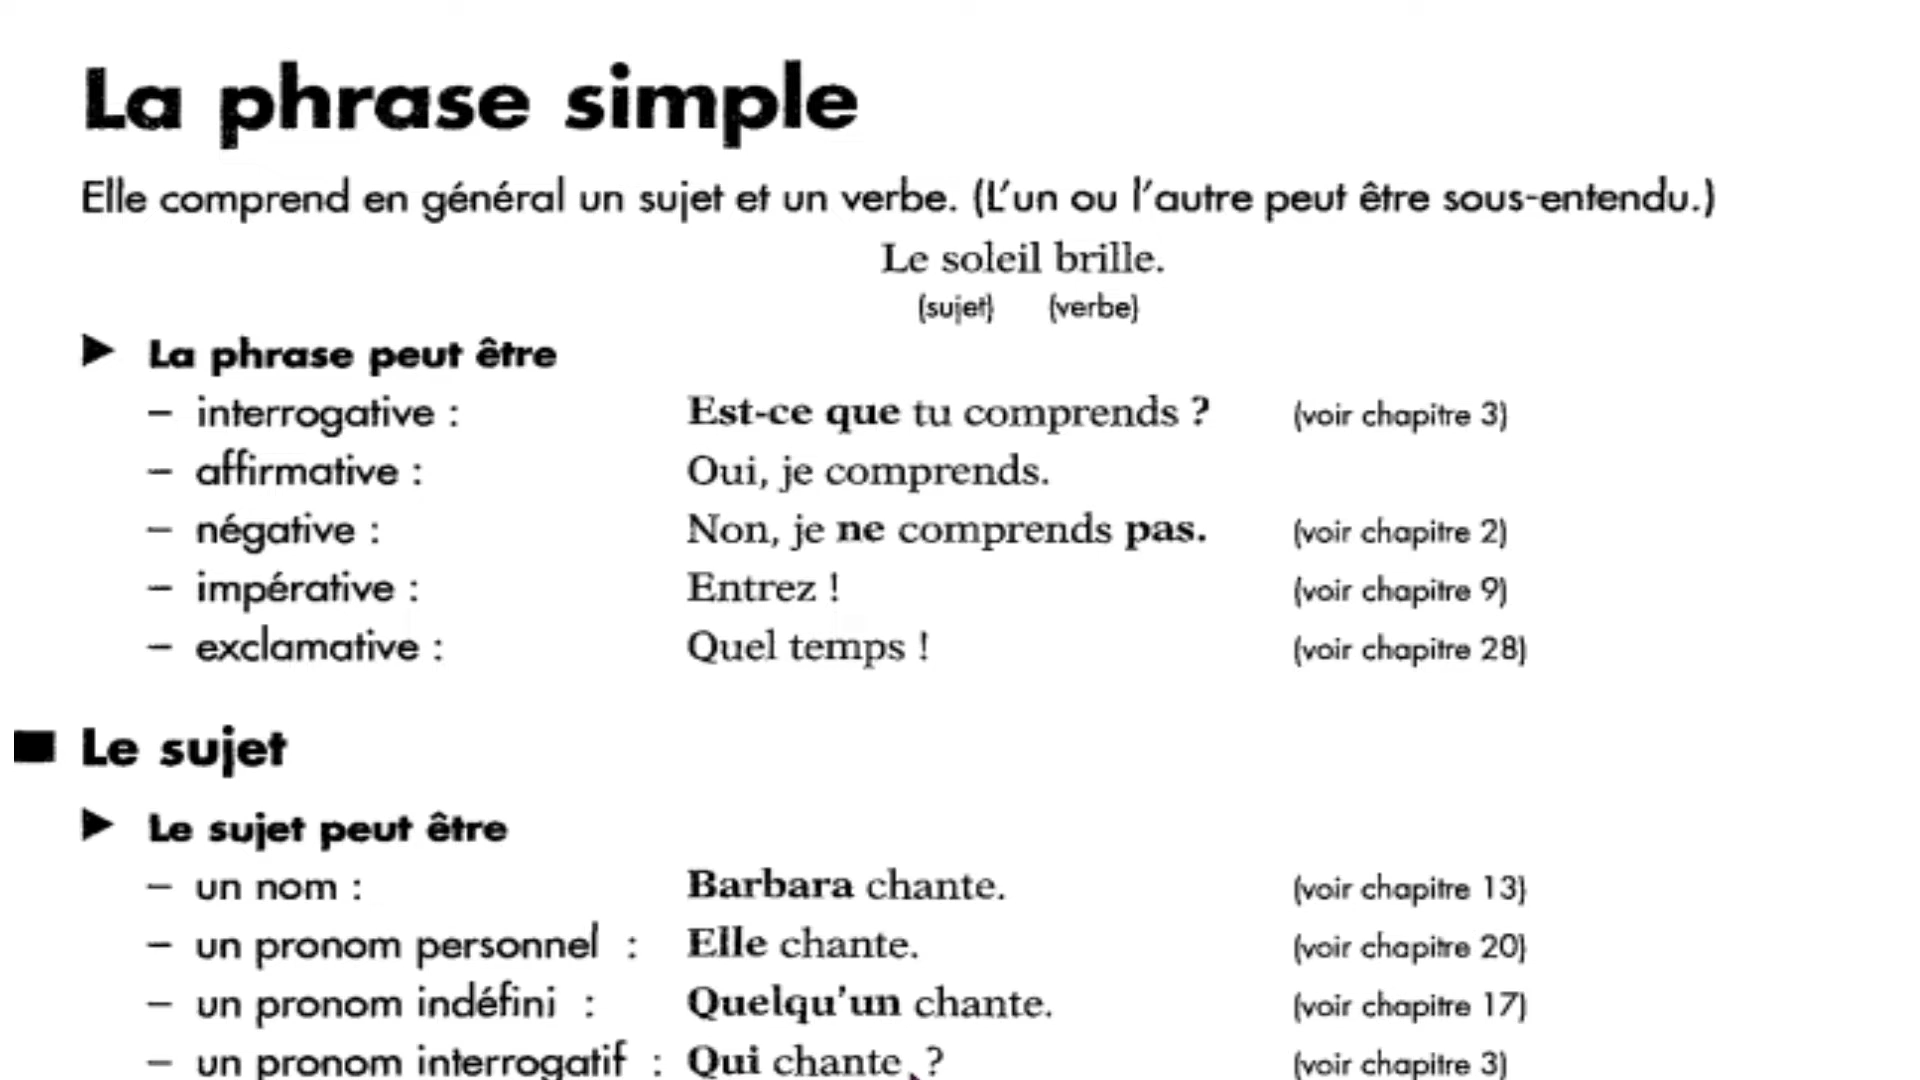 La phrase simple
Elle comprend en général un sujet et un verbe. (L'un ou l'autre peut être sous-entendu.)
Le soleil brille.
(sujet) (verbe)
► La phrase peut être
– interrogative : Est-ce que tu comprends ? (voir chapitre 3)
– affirmative : Oui, je comprends.
– négative : Non, je ne comprends pas. (voir chapitre 2)
– impérative : Entrez ! (voir chapitre 9)
– exclamative : Quel temps ! (voir chapitre 28)
■ Le sujet
► Le sujet peut être
– un nom : Barbara chante. (voir chapitre 13)
– un pronom personnel : Elle chante. (voir chapitre 20)
– un pronom indéfini : Quelqu'un chante. (voir chapitre 17)
– un pronom interrogatif : Qui chante ? (voir chapitre 3)